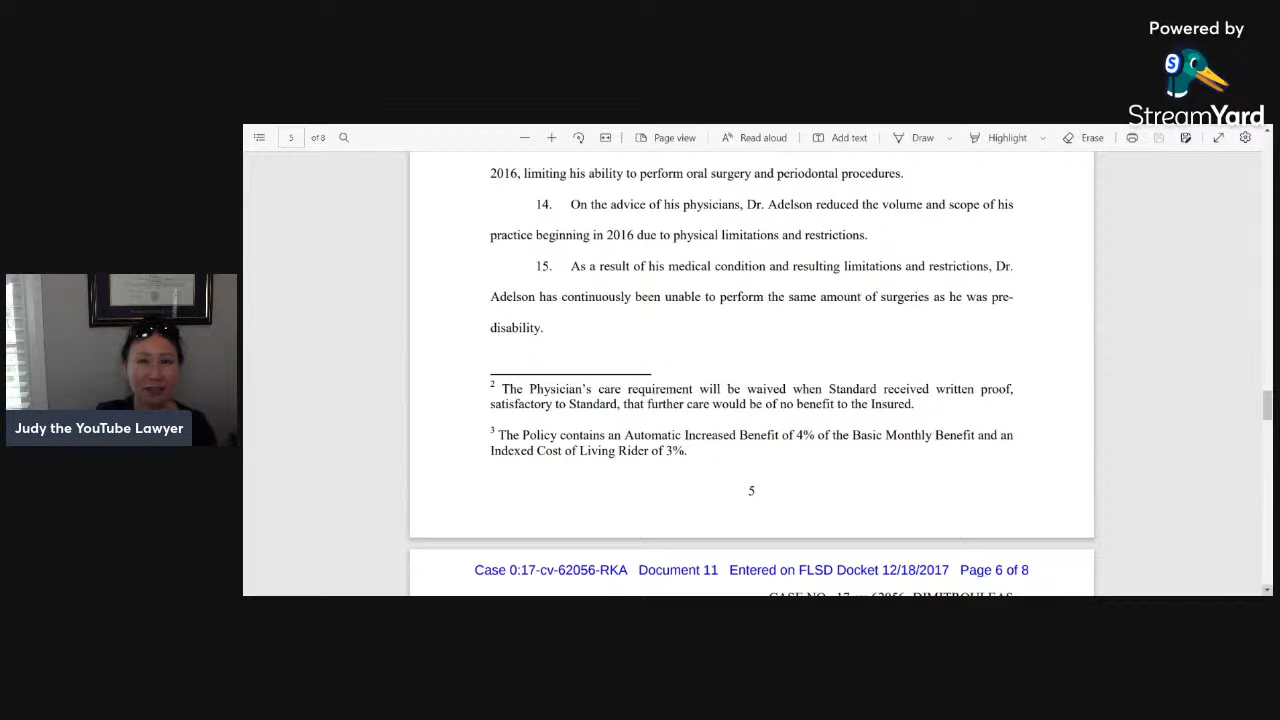 Powered by
S
StreamYard
5 of 8 Page view Read aloud Add text Draw Highlight Erase
2016, limiting his ability to perform oral surgery and periodontal procedures.
14. On the advice of his physicians, Dr. Adelson reduced the volume and scope of his
practice beginning in 2016 due to physical limitations and restrictions.
15. As a result of his medical condition and resulting limitations and restrictions, Dr.
Adelson has continuously been unable to perform the same amount of surgeries as he was pre-
disability.
2 The Physician's care requirement will be waived when Standard received written proof,
satisfactory to Standard, that further care would be of no benefit to the Insured.
3 The Policy contains an Automatic Increased Benefit of 4% of the Basic Monthly Benefit and an
Indexed Cost of Living Rider of 3%.
5
Case 0:17-cv-62056-RKA Document 11 Entered on FLSD Docket 12/18/2017 Page 6 of 8
CASE NO. 17-cv-62056-DIMITROULEAS
Judy the YouTube Lawyer